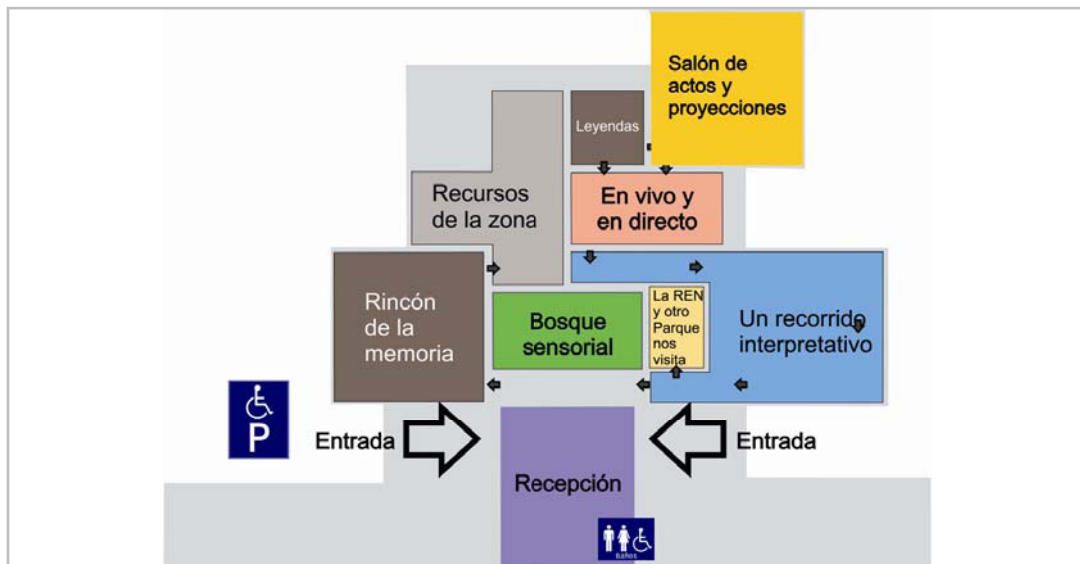 Salón de
actos y
proyecciones
Leyendas
Recursos
de la zona
En vivo y
en directo
Rincón
de la
memoria
Bosque
sensorial
La REN
y otro
Parque
nos
visita
Un recorrido
interpretativo
P
Entrada
Entrada
Recepción
Baños